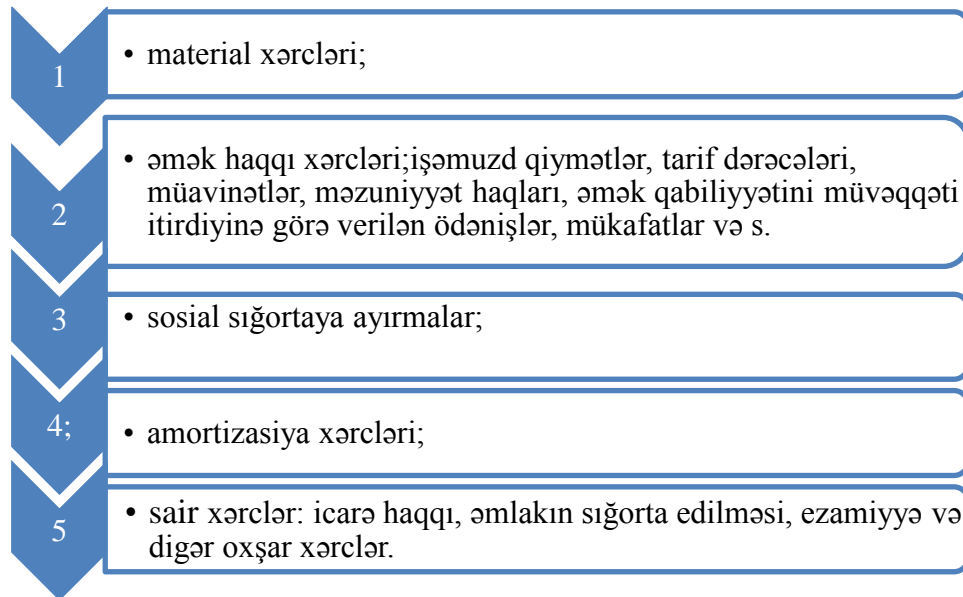 1
• material xərcləri;
2
• əmək haqqı xərcləri;işəmuzd qiymətlər, tarif dərəcələri,
müavinətlər, məzuniyyət haqları, əmək qabiliyyətini müvəqqəti
itirdiyinə görə verilən ödənişlər, mükafatlar və s.
3
• sosial sığortaya ayırmalar;
4;
• amortizasiya xərcləri;
5
• sair xərclər: icarə haqqı, əmlakın sığorta edilməsi, ezamiyyə və
digər oxşar xərclər.